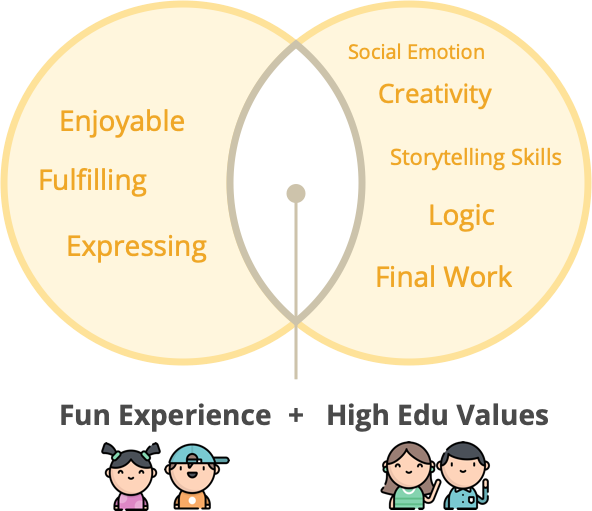 Enjoyable
Fulfilling
Expressing
Social Emotion
Creativity
Storytelling Skills
Logic
Final Work
Fun Experience + High Edu Values